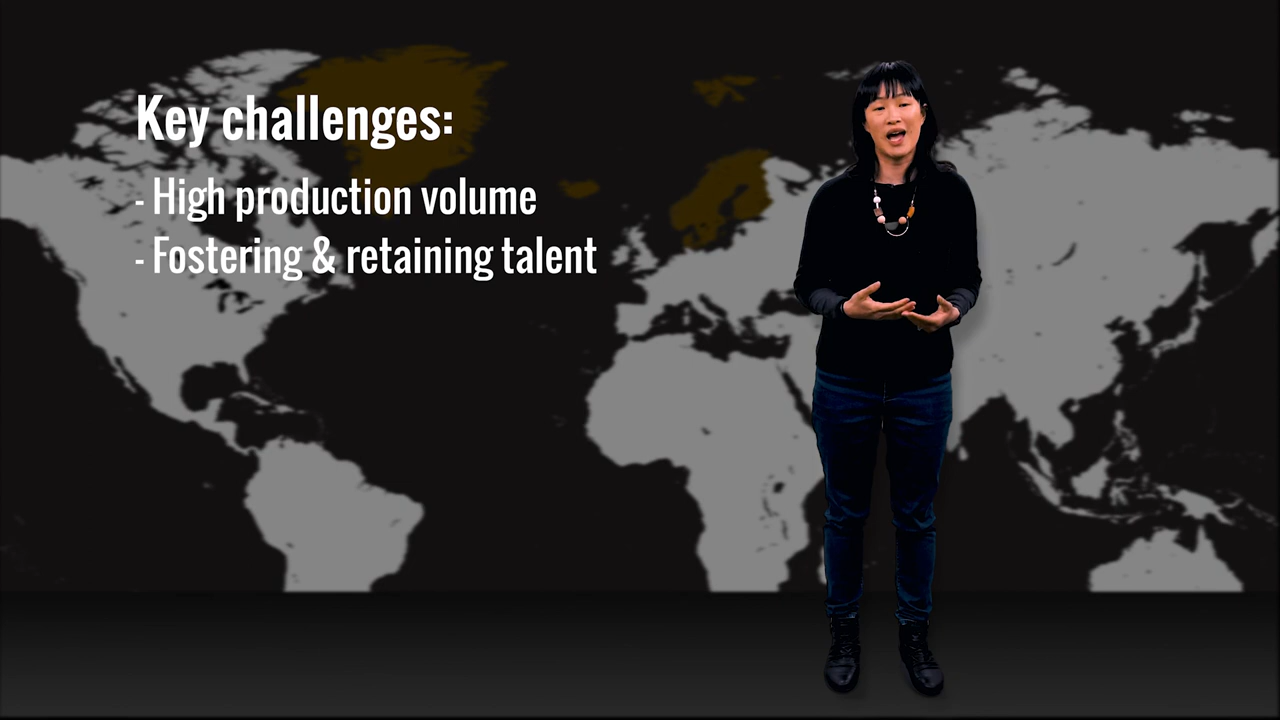 Key challenges:
- High production volume
- Fostering & retaining talent